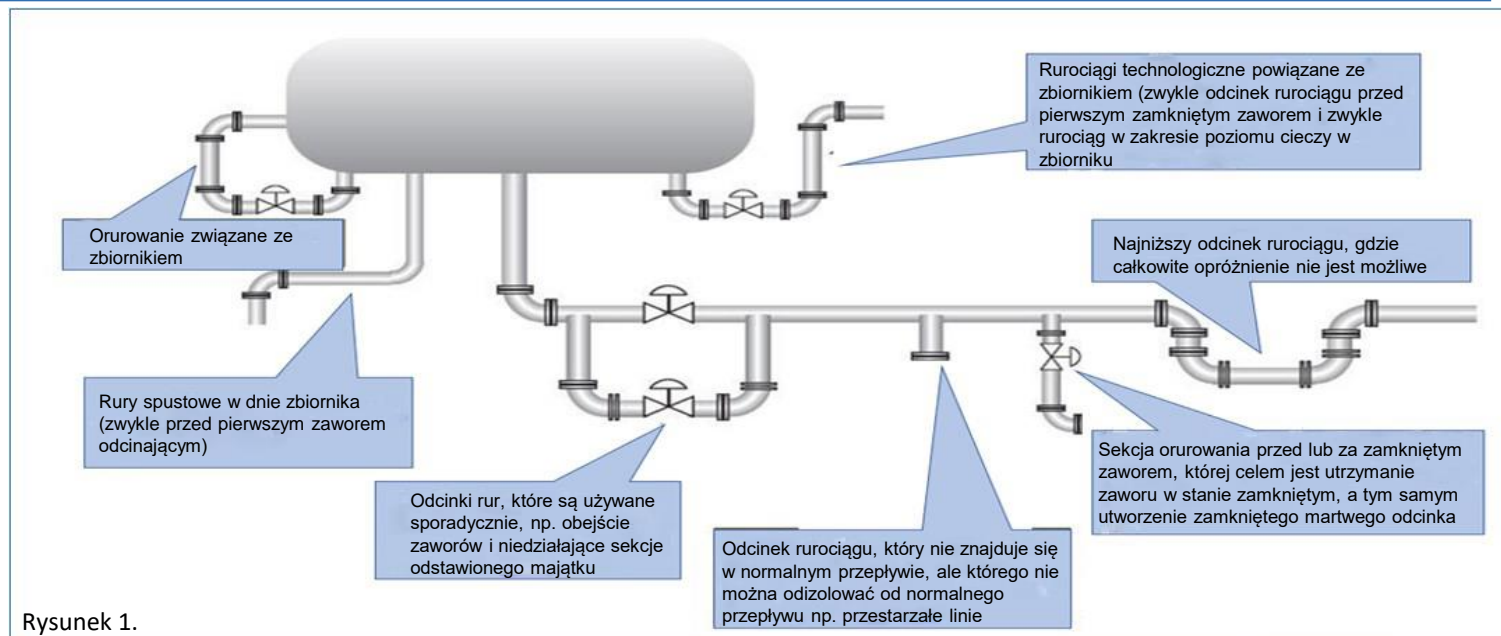 Rurociągi technologiczne powiązane ze
zbiornikiem (zwykle odcinek rurociągu przed
pierwszym zamkniętym zaworem i zwykle
rurociąg w zakresie poziomu cieczy w
zbiorniku
Orurowanie związane ze
zbiornikiem
Najniższy odcinek rurociągu, gdzie
całkowite opróżnienie nie jest możliwe
Rury spustowe w dnie zbiornika
(zwykle przed pierwszym zaworem
odcinającym)
Odcinki rur, które są używane
sporadycznie, np. obejście
zaworów i niedziałające sekcje
odstawionego majątku
Odcinek rurociągu, który nie znajduje się
w normalnym przepływie, ale którego nie
można odizolować od normalnego
przepływu np. przestarzałe linie
Sekcja orurowania przed lub za zamkniętym
zaworem, której celem jest utrzymanie
zaworu w stanie zamkniętym, a tym samym
utworzenie zamkniętego martwego odcinka
Rysunek 1.